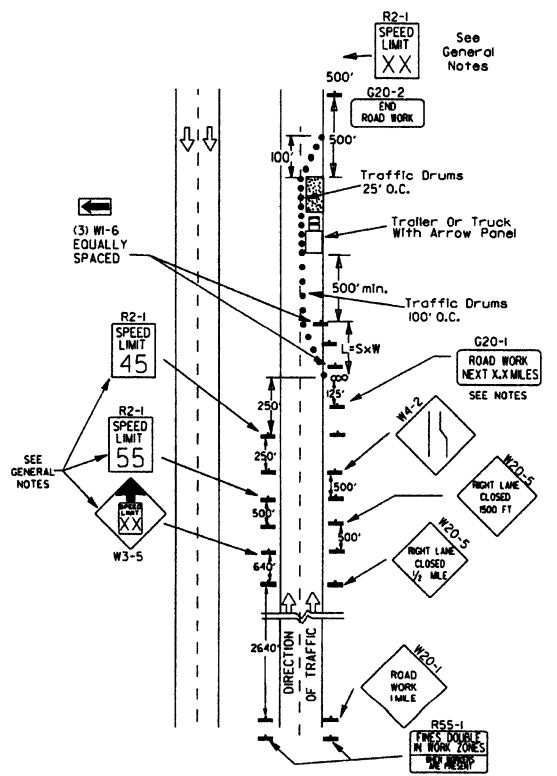 R2-1
SPEED
LIMIT
XX
See
General
Notes
500'
G20-2
END
ROAD WORK
500'
100'
Traffic Drums
25' O.C.
(3) WI-6
EQUALLY
SPACED
Trailer Or Truck
With Arrow Panel
500' min.
Traffic Drums
100' O.C.
R2-1
SPEED
LIMIT
45
L=SxW
G20-1
ROAD WORK
NEXT X.X MILES
SEE NOTES
125'
250'
R2-1
SPEED
LIMIT
55
W4-2
250'
SEE
GENERAL
NOTES
500'
W20-5
RIGHT LANE
CLOSED
1500 FT
SPEED
LIMIT
XX
W3-5
500'
500'
W20-5
RIGHT LANE
CLOSED
1/2 MILE
640'
2640'
DIRECTION
OF TRAFFIC
W20-1
ROAD
WORK
1 MILE
R55-1
FINES DOUBLE
IN WORK ZONES
WHEN WORKERS
ARE PRESENT